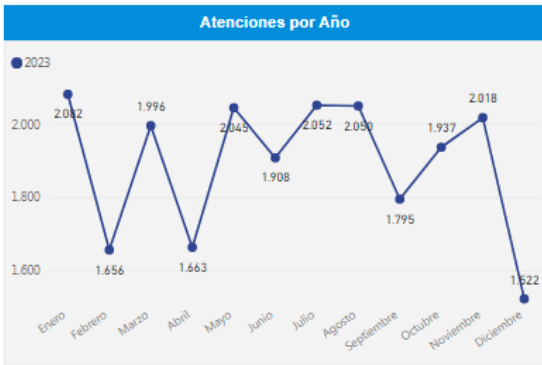 Atenciones por Año
2023
2.082
1.996
2.045
2.052
2.050
1.937
2.018
1.908
1.795
1.656
1.663
1.522
2.000
1.800
1.600
Enero
Febrero
Marzo
Abril
Mayo
Junio
Julio
Agosto
Septiembre
Octubre
Noviembre
Diciembre